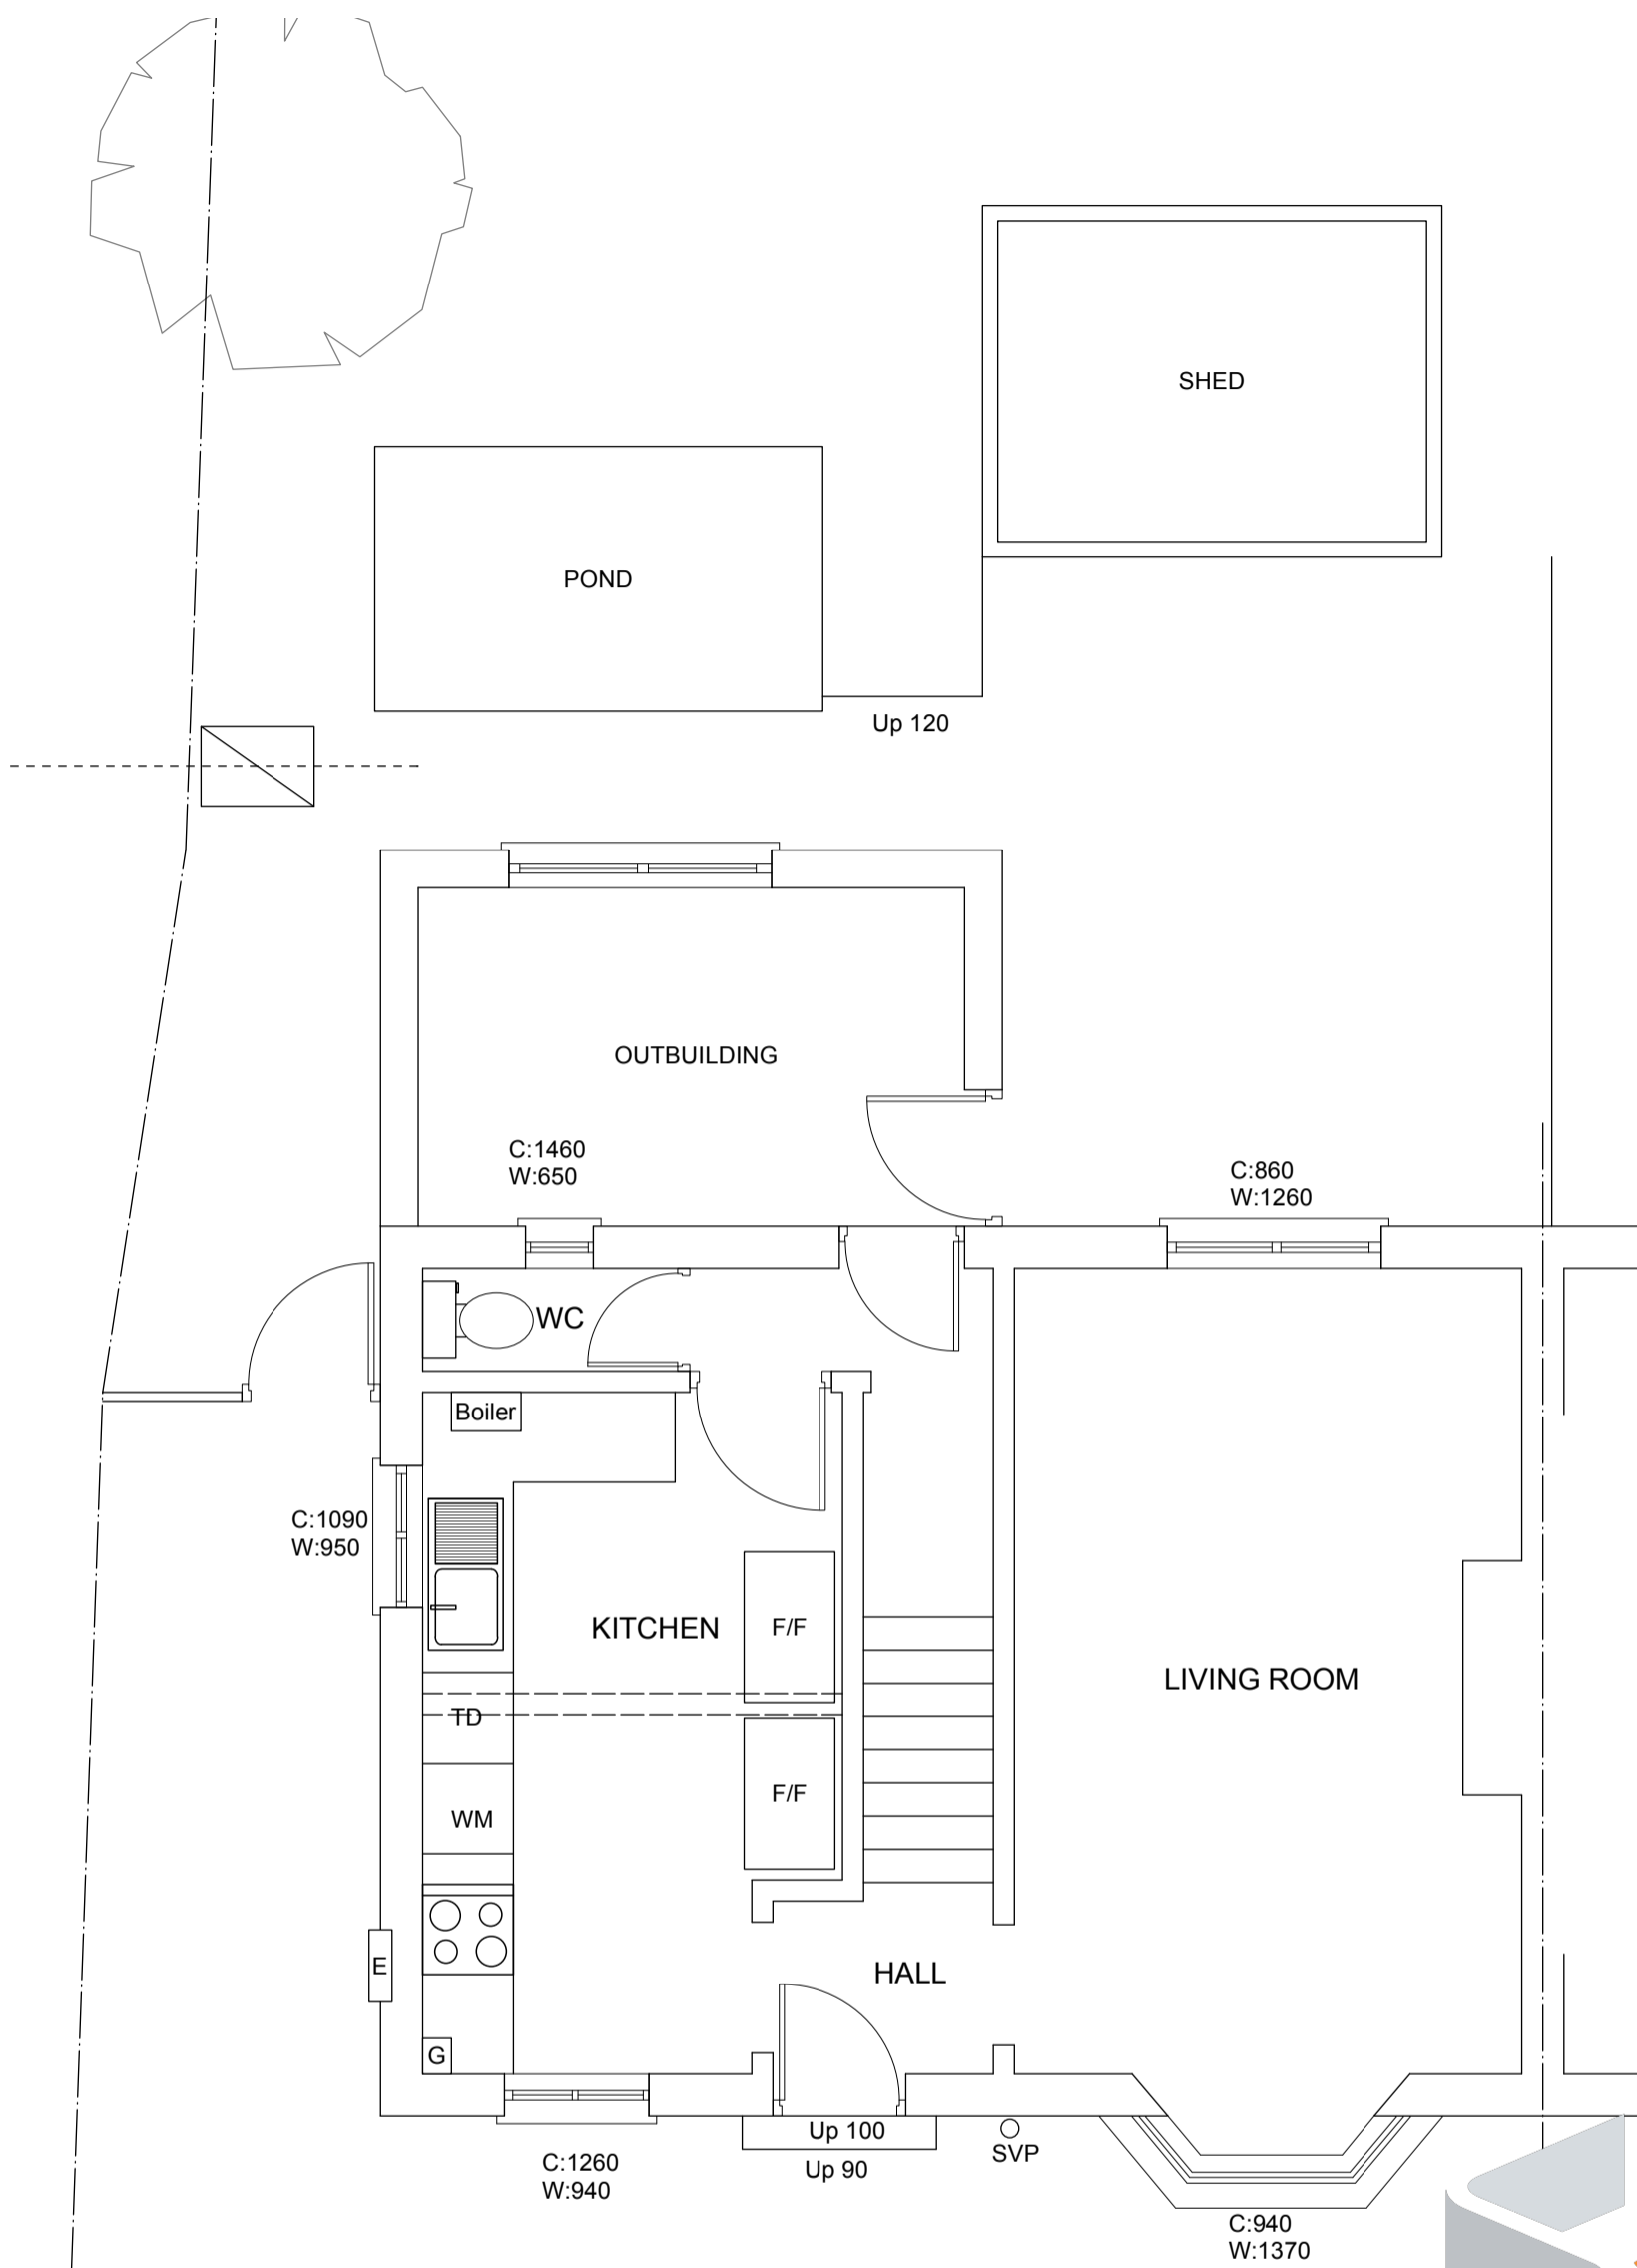 SHED
POND
Up 120
OUTBUILDING
C:1460
W:650
C:860
W:1260
WC
Boiler
C:1090
W:950
KITCHEN
F/F
LIVING ROOM
TD
F/F
WM
E
HALL
G
Up 100
SVP
Up 90
C:1260
W:940
C:940
W:1370